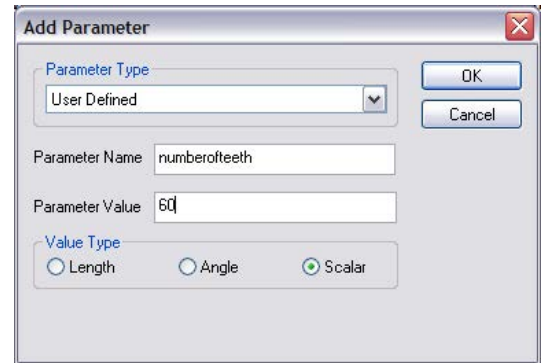 Add Parameter
Parameter Type
User Defined
OK
Cancel
Parameter Name numberofteeth
Parameter Value 60
Value Type
Length Angle Scalar